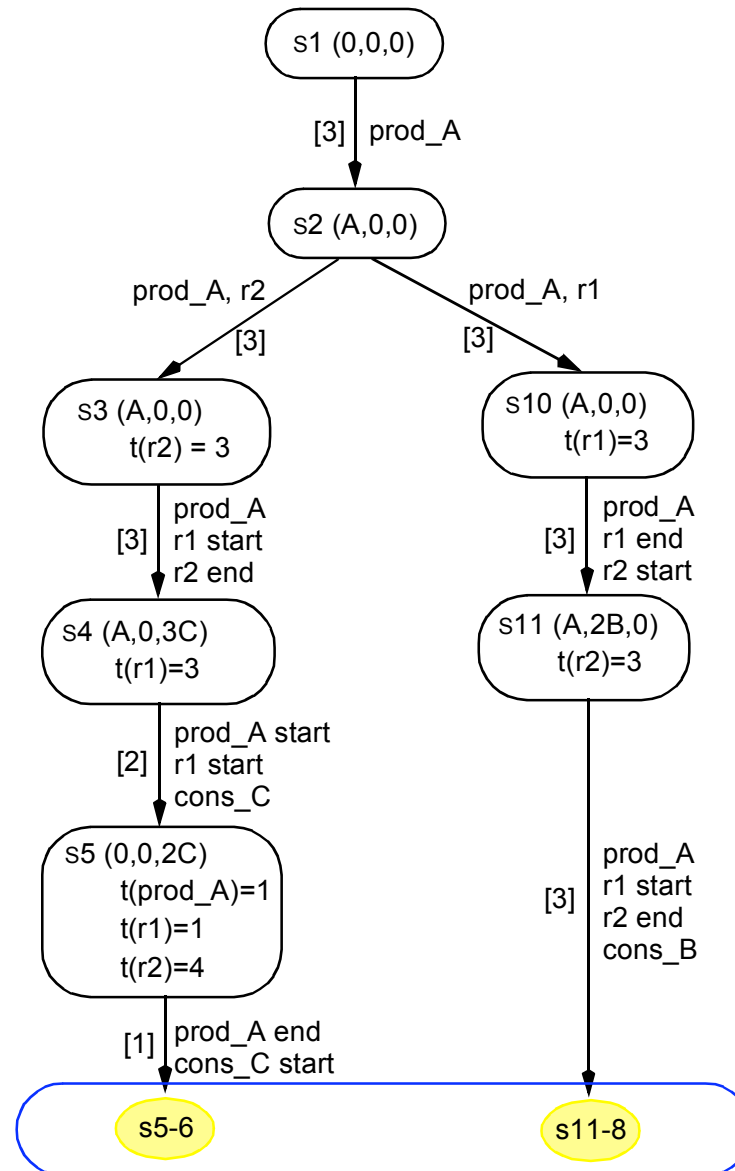 s1 (0,0,0)
[3] prod_A
s2 (A,0,0)
prod_A, r2
[3]
prod_A, r1
[3]
s3 (A,0,0)
t(r2) = 3
s10 (A,0,0)
t(r1)=3
[3]
prod_A
r1 start
r2 end
[3]
prod_A
r1 end
r2 start
s4 (A,0,3C)
t(r1)=3
s11 (A,2B,0)
t(r2)=3
[2]
prod_A start
r1 start
cons_C
s5 (0,0,2C)
t(prod_A)=1
t(r1)=1
t(r2)=4
[3]
prod_A
r1 start
r2 end
cons_B
[1]
prod_A end
cons_C start
s5-6
s11-8